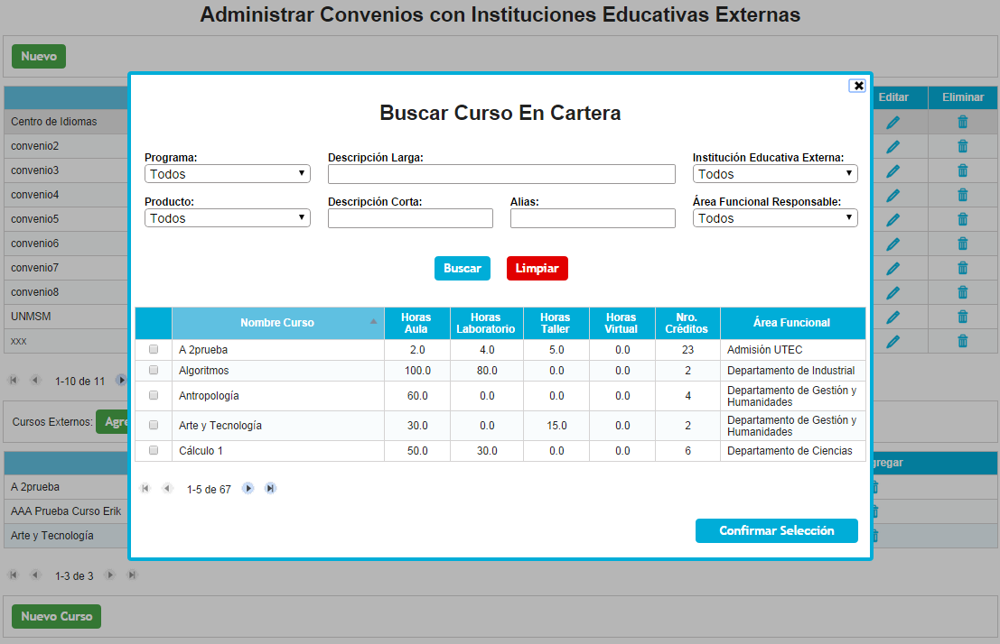 Administrar Convenios con Instituciones Educativas Externas
Nuevo
Editar Eliminar
Centro de Idiomas
convenio2
convenio3
convenio4
convenio5
convenio6
convenio7
convenio8
UNMSM
xxx
1-10 de 11
Cursos Externos:
Agre
gregar
A 2prueba
AAA Prueba Curso Erik
Arte y Tecnología
1-3 de 3
Nuevo Curso
Buscar Curso En Cartera
Programa: Descripción Larga: Institución Educativa Externa:
Todos Todos
Producto: Descripción Corta: Alias: Área Funcional Responsable:
Todos Todos
Buscar Limpiar
Nombre Curso Horas Aula Horas Laboratorio Horas Taller Horas Virtual Nro. Créditos Área Funcional
A 2prueba 2.0 4.0 5.0 0.0 23 Admisión UTEC
Algoritmos 100.0 80.0 0.0 0.0 2 Departamento de Industrial
Antropología 60.0 0.0 0.0 0.0 4 Departamento de Gestión y Humanidades
Arte y Tecnología 30.0 0.0 15.0 0.0 2 Departamento de Gestión y Humanidades
Cálculo 1 50.0 30.0 0.0 0.0 6 Departamento de Ciencias
1-5 de 67
Confirmar Selección